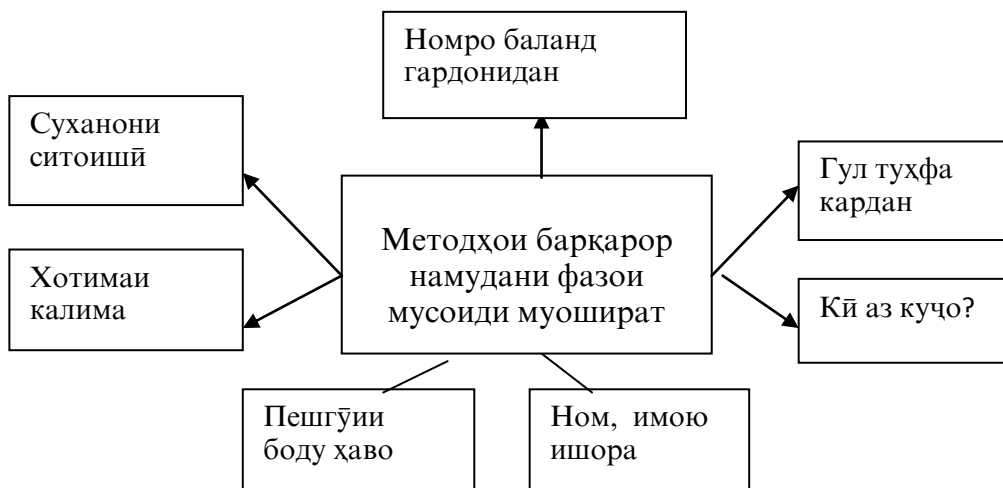 Номро баланд
гардонидан
Суханони
ситоишӣ
Гул туҳфа
кардан
Методҳои барқарор
намудани фазои
мусоиди муошират
Хотимаи
калима
Кӣ аз куҷо?
Пешгӯии
боду ҳаво
Ном, имою
ишора